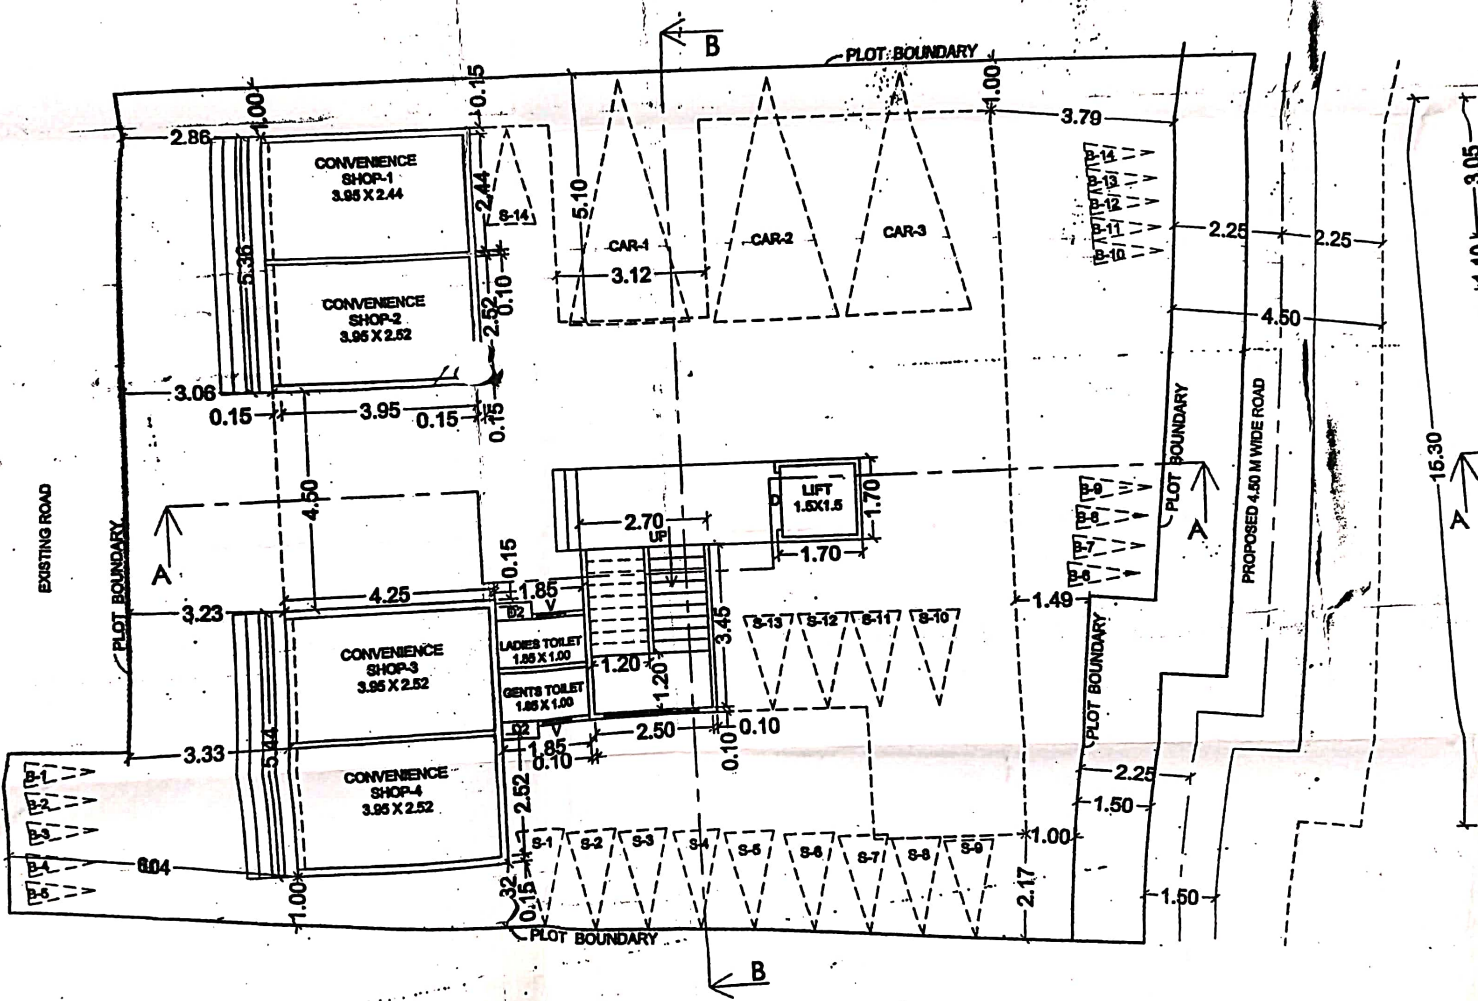 B
PLOT BOUNDARY
1.00
0.15
1.00
2.86
3.79
3.05
CONVENIENCE
SHOP-1
3.95 X 2.44
2.44
S-14
5.10
CAR-1
CAR-2
CAR-3
B-14
B-13
B-12
B-11
B-10
2.25
2.25
5.36
3.12
0.10
CONVENIENCE
SHOP-2
3.95 X 2.52
2.52
4.50
3.06
0.15
3.95
0.15
0.15
PLOT BOUNDARY
PROPOSED 4.50 M WIDE ROAD
15.30
EXISTING ROAD
PLOT BOUNDARY
4.50
A
LIFT
1.5X1.5
D
1.70
1.70
2.70
UP
B-9
B-8
B-7
B-6
A
A
0.15
4.25
1.85
V
D2
3.23
3.45
1.49
CONVENIENCE
SHOP-3
3.95 X 2.52
LADIES TOILET
1.85 X 1.00
GENTS TOILET
1.85 X 1.00
1.20
1.20
S-13
S-12
S-11
S-10
PLOT BOUNDARY
D2
V
2.50
0.10
0.10
1.85
0.10
3.33
5.44
CONVENIENCE
SHOP-4
3.95 X 2.52
2.52
2.25
1.50
B-1
B-2
B-3
B-4
B-5
1.00
S-1
S-2
S-3
S-4
S-5
S-6
S-7
S-8
S-9
1.00
0.15
2.17
1.50
PLOT BOUNDARY
B